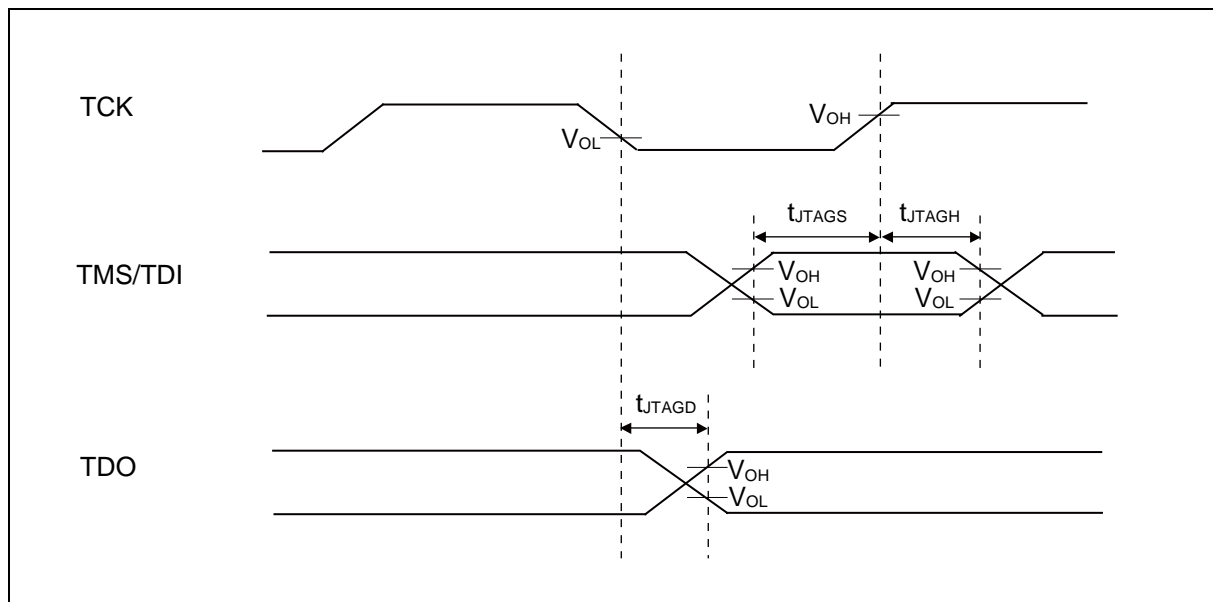 TCK
VOL
VOH
tJTAGS
tJTAGH
TMS/TDI
VOH
VOL
VOH
VOL
tJTAGD
TDO
VOH
VOL